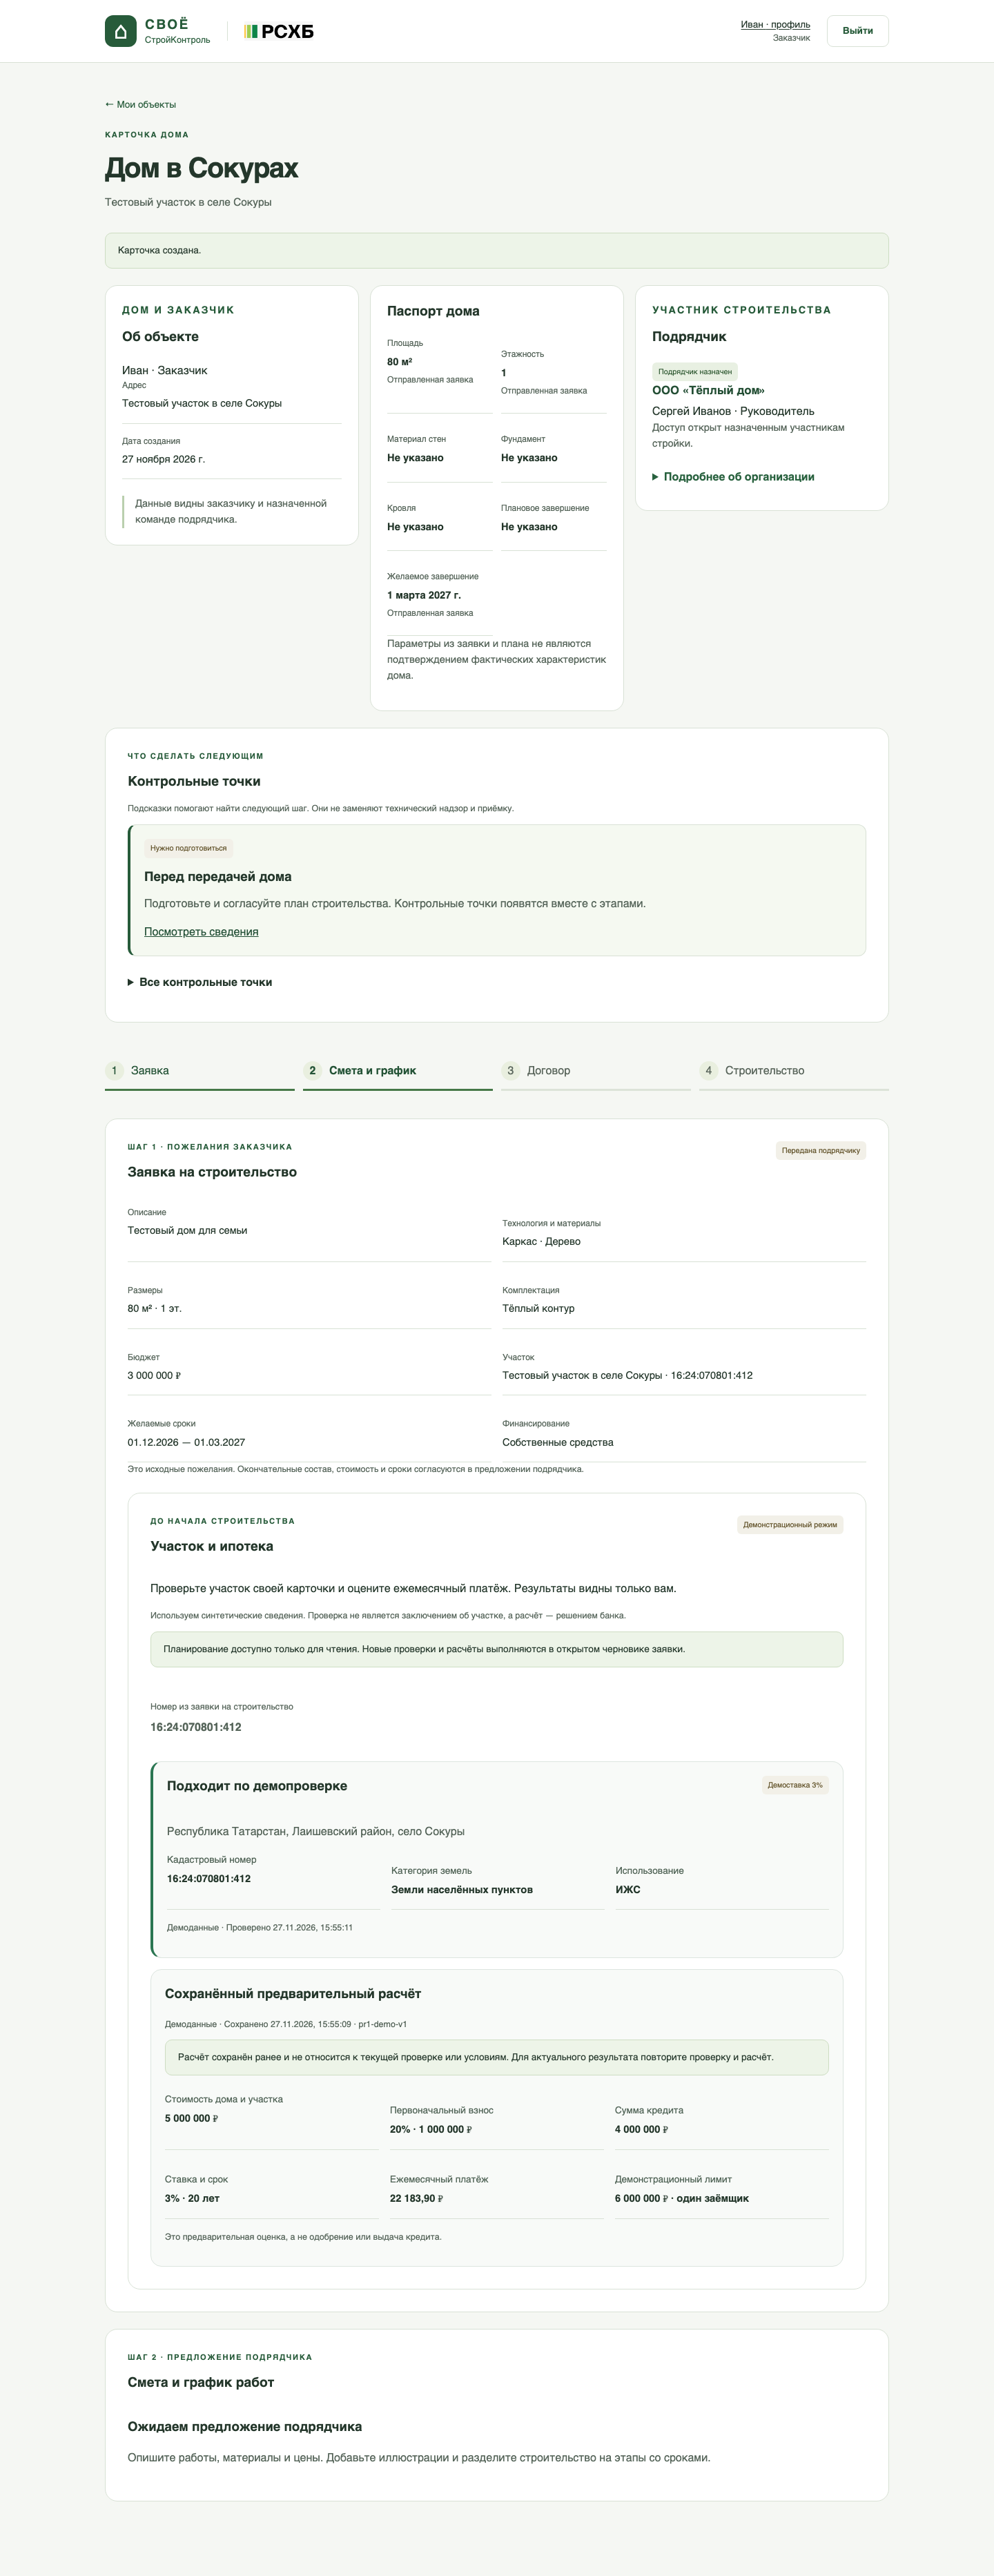 СВОЁ
СтройКонтроль
РСХБ
Иван · профиль
Заказчик
Выйти
← Мои объекты
КАРТОЧКА ДОМА
Дом в Сокурах
Тестовый участок в селе Сокуры
Карточка создана.
ДОМ И ЗАКАЗЧИК
Об объекте
Иван · Заказчик
Адрес
Тестовый участок в селе Сокуры
Дата создания
27 ноября 2026 г.
Данные видны заказчику и назначенной
команде подрядчика.
Паспорт дома
Площадь
80 м²
Отправленная заявка
Этажность
1
Отправленная заявка
Материал стен
Не указано
Фундамент
Не указано
Кровля
Не указано
Плановое завершение
Не указано
Желаемое завершение
1 марта 2027 г.
Отправленная заявка
Параметры из заявки и плана не являются
подтверждением фактических характеристик
дома.
УЧАСТНИК СТРОИТЕЛЬСТВА
Подрядчик
Подрядчик назначен
ООО «Тёплый дом»
Сергей Иванов · Руководитель
Доступ открыт назначенным участникам
стройки.
▶ Подробнее об организации
ЧТО СДЕЛАТЬ СЛЕДУЮЩИМ
Контрольные точки
Подсказки помогают найти следующий шаг. Они не заменяют технический надзор и приёмку.
Нужно подготовиться
Перед передачей дома
Подготовьте и согласуйте план строительства. Контрольные точки появятся вместе с этапами.
Посмотреть сведения
▶ Все контрольные точки
1 Заявка
2 Смета и график
3 Договор
4 Строительство
ШАГ 1 · ПОЖЕЛАНИЯ ЗАКАЗЧИКА
Передана подрядчику
Заявка на строительство
Описание
Тестовый дом для семьи
Технология и материалы
Каркас · Дерево
Размеры
80 м² · 1 эт.
Комплектация
Тёплый контур
Бюджет
3 000 000 ₽
Участок
Тестовый участок в селе Сокуры · 16:24:070801:412
Желаемые сроки
01.12.2026 — 01.03.2027
Финансирование
Собственные средства
Это исходные пожелания. Окончательные состав, стоимость и сроки согласуются в предложении подрядчика.
ДО НАЧАЛА СТРОИТЕЛЬСТВА
Демонстрационный режим
Участок и ипотека
Проверьте участок своей карточки и оцените ежемесячный платёж. Результаты видны только вам.
Используем синтетические сведения. Проверка не является заключением об участке, а расчёт — решением банка.
Планирование доступно только для чтения. Новые проверки и расчёты выполняются в открытом черновике заявки.
Номер из заявки на строительство
16:24:070801:412
Подходит по демопроверке
Демоставка 3%
Республика Татарстан, Лаишевский район, село Сокуры
Кадастровый номер
16:24:070801:412
Категория земель
Земли населённых пунктов
Использование
ИЖС
Демоданные · Проверено 27.11.2026, 15:55:11
Сохранённый предварительный расчёт
Демоданные · Сохранено 27.11.2026, 15:55:09 · pr1-demo-v1
Расчёт сохранён ранее и не относится к текущей проверке или условиям. Для актуального результата повторите проверку и расчёт.
Стоимость дома и участка
5 000 000 ₽
Первоначальный взнос
20% · 1 000 000 ₽
Сумма кредита
4 000 000 ₽
Ставка и срок
3% · 20 лет
Ежемесячный платёж
22 183,90 ₽
Демонстрационный лимит
6 000 000 ₽ · один заёмщик
Это предварительная оценка, а не одобрение или выдача кредита.
ШАГ 2 · ПРЕДЛОЖЕНИЕ ПОДРЯДЧИКА
Смета и график работ
Ожидаем предложение подрядчика
Опишите работы, материалы и цены. Добавьте иллюстрации и разделите строительство на этапы со сроками.